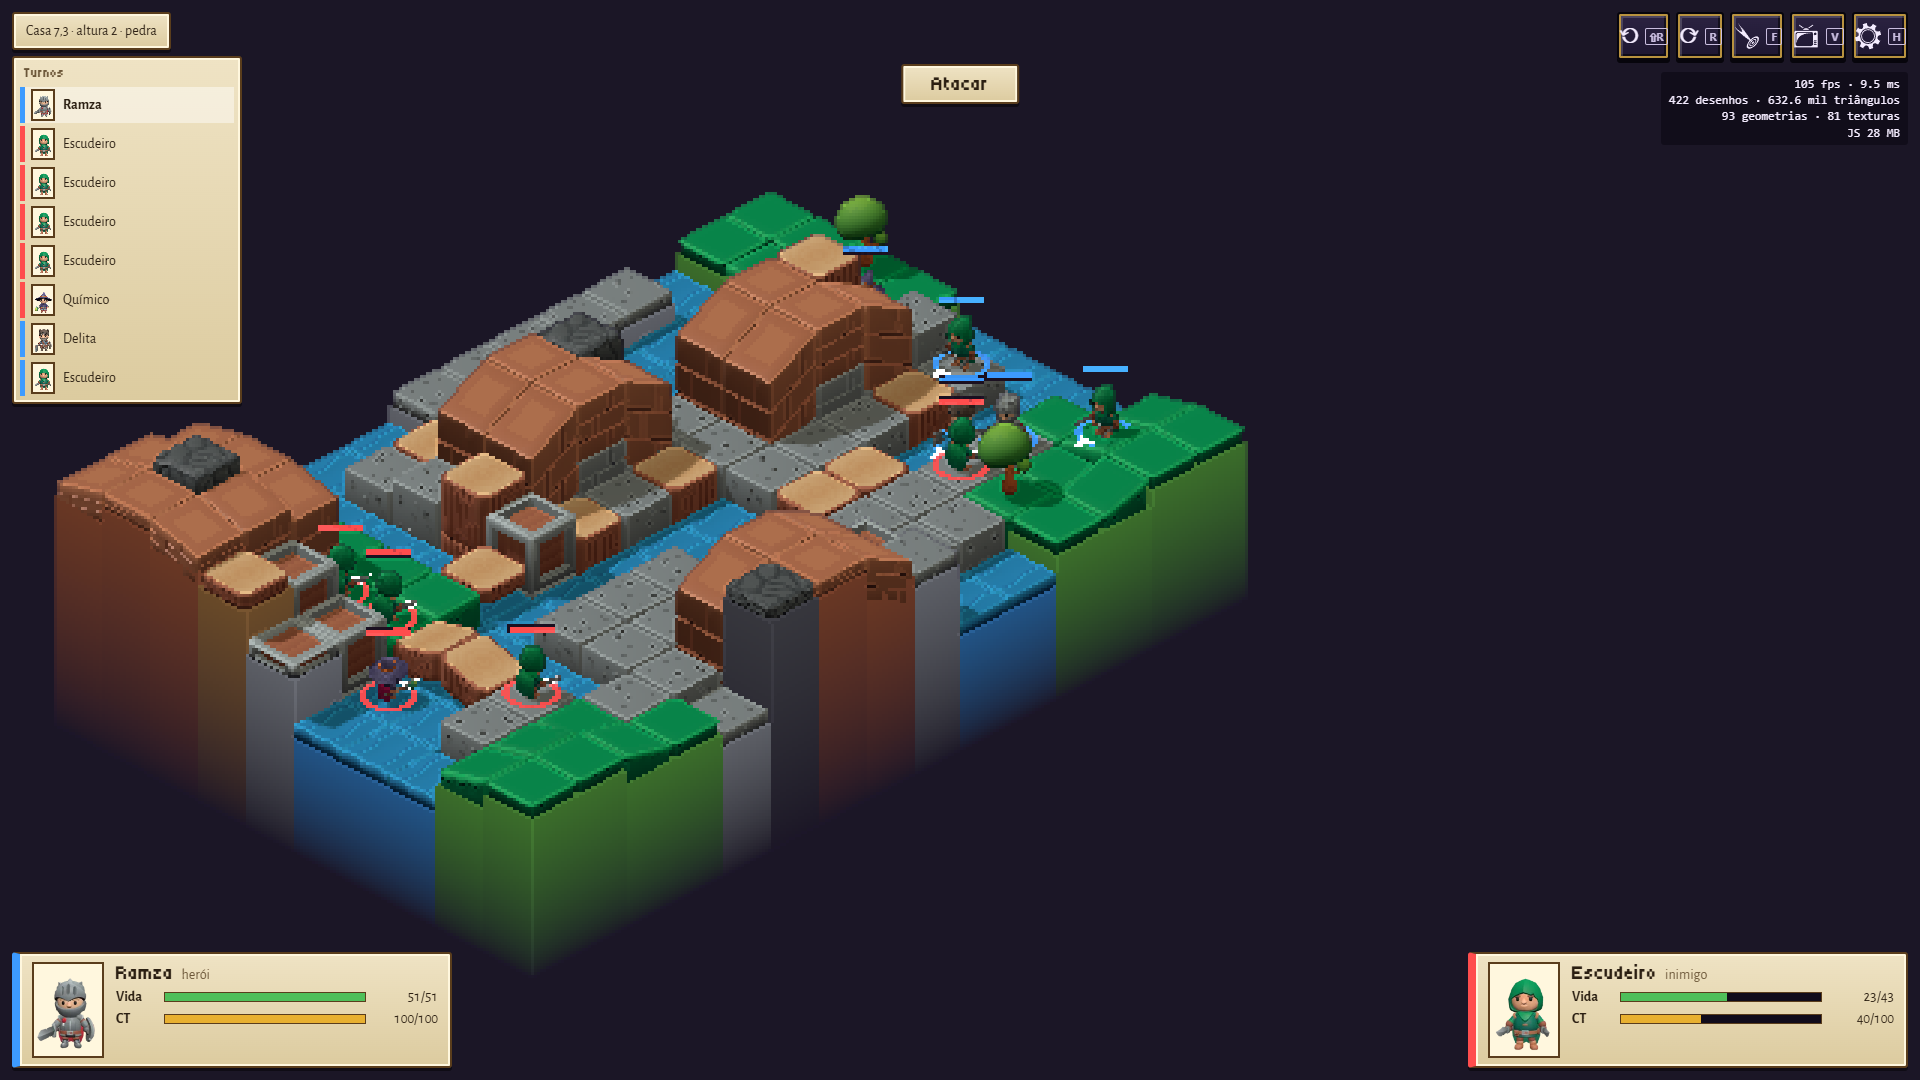 Casa 7,3 · altura 2 · pedra
Turnos
Ramza
Escudeiro
Escudeiro
Escudeiro
Escudeiro
Químico
Delita
Escudeiro
Atacar
⇧R
R
F
V
H
105 fps · 9.5 ms
422 desenhos · 632.6 mil triângulos
93 geometrias · 81 texturas
JS 28 MB
Ramza herói
Vida 51/51
CT 100/100
Escudeiro inimigo
Vida 23/43
CT 40/100